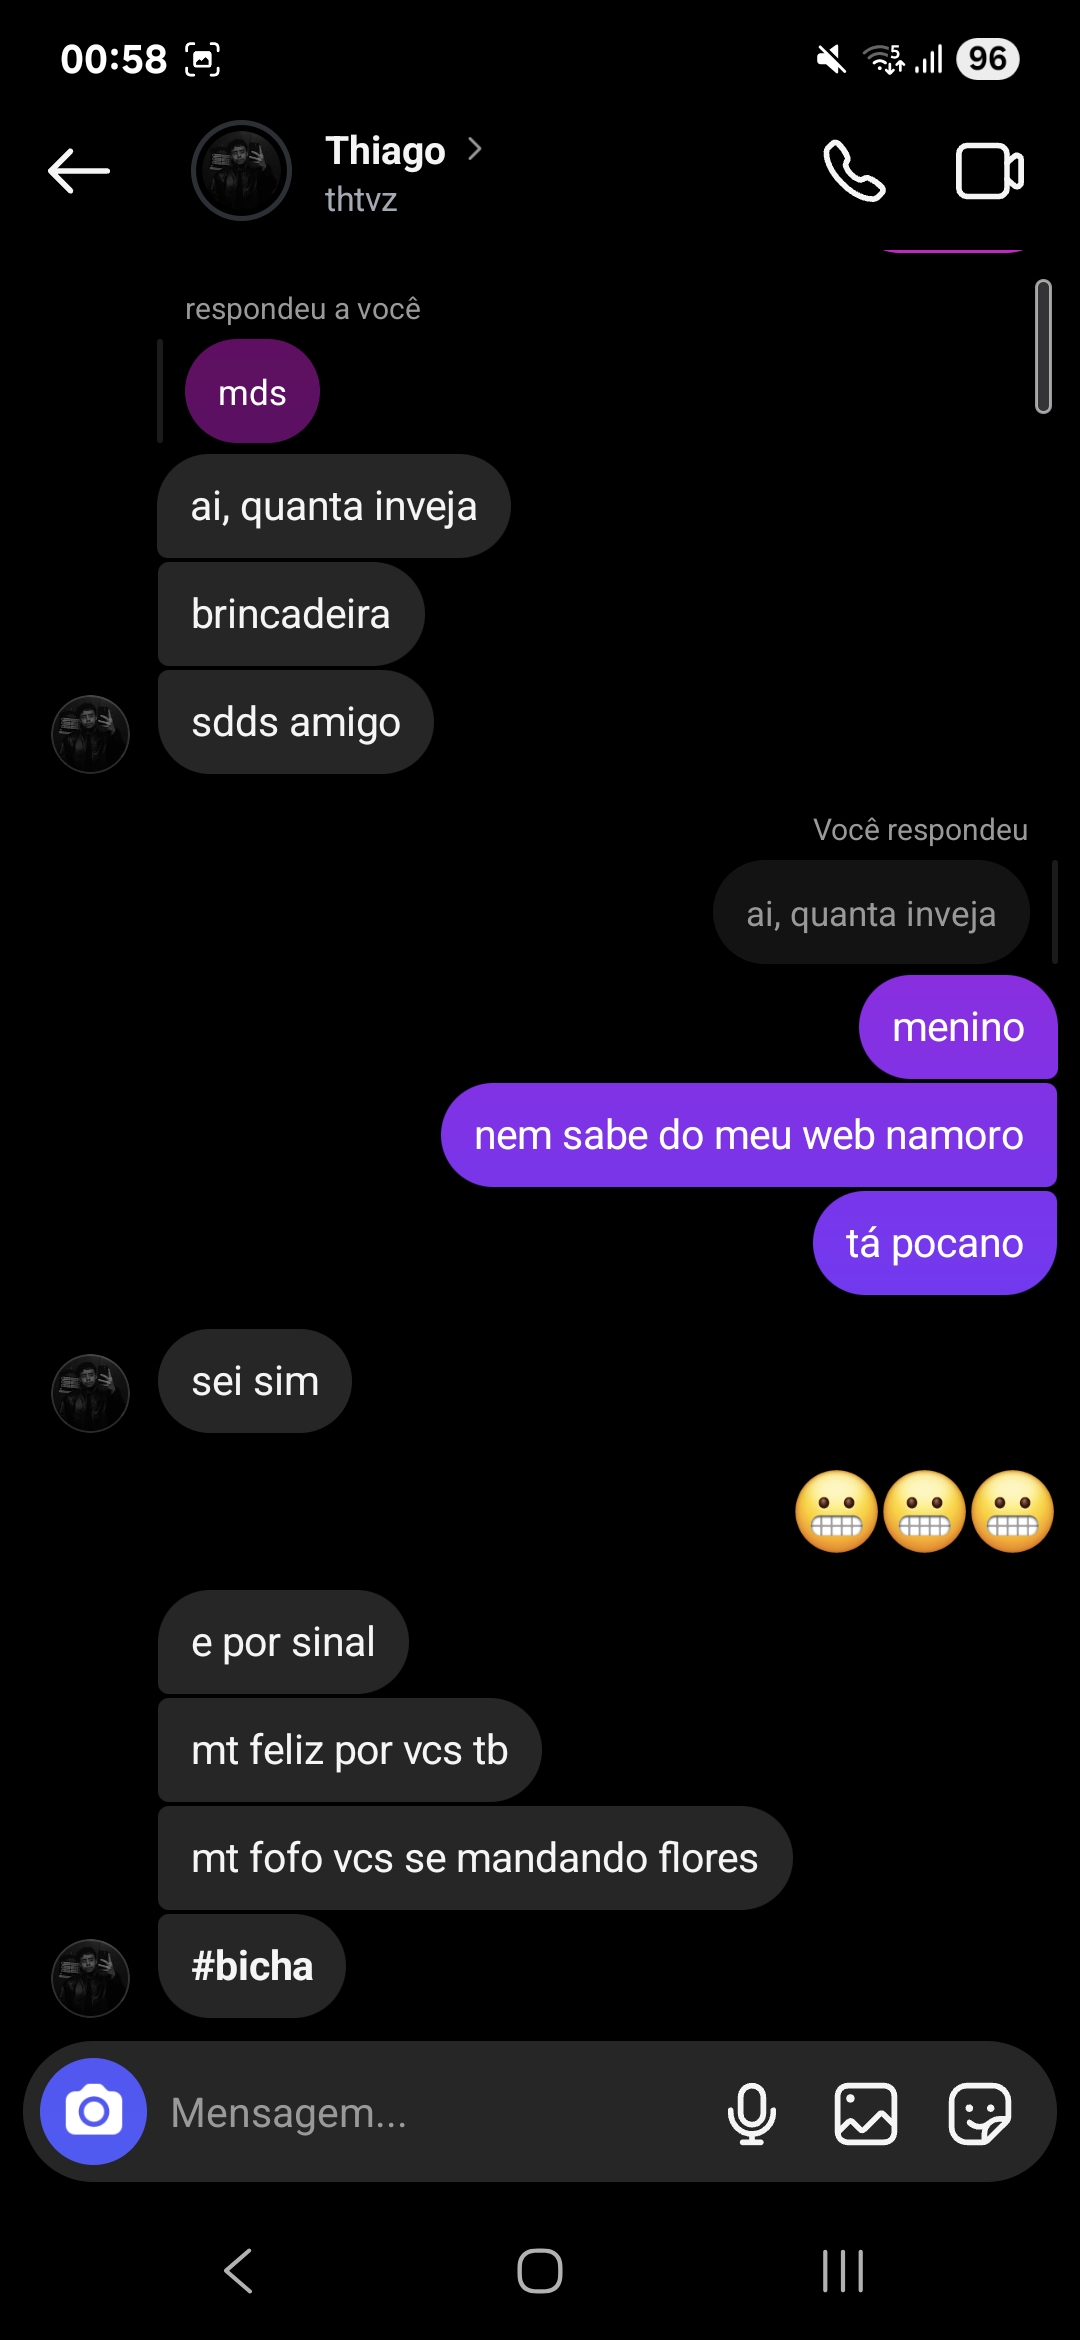 00:58
5
96
Thiago
thtvz
respondeu a você
mds
ai, quanta inveja
brincadeira
sdds amigo
Você respondeu
ai, quanta inveja
menino
nem sabe do meu web namoro
tá pocano
sei sim
😬😬😬
e por sinal
mt feliz por vcs tb
mt fofo vcs se mandando flores
#bicha
Mensagem...